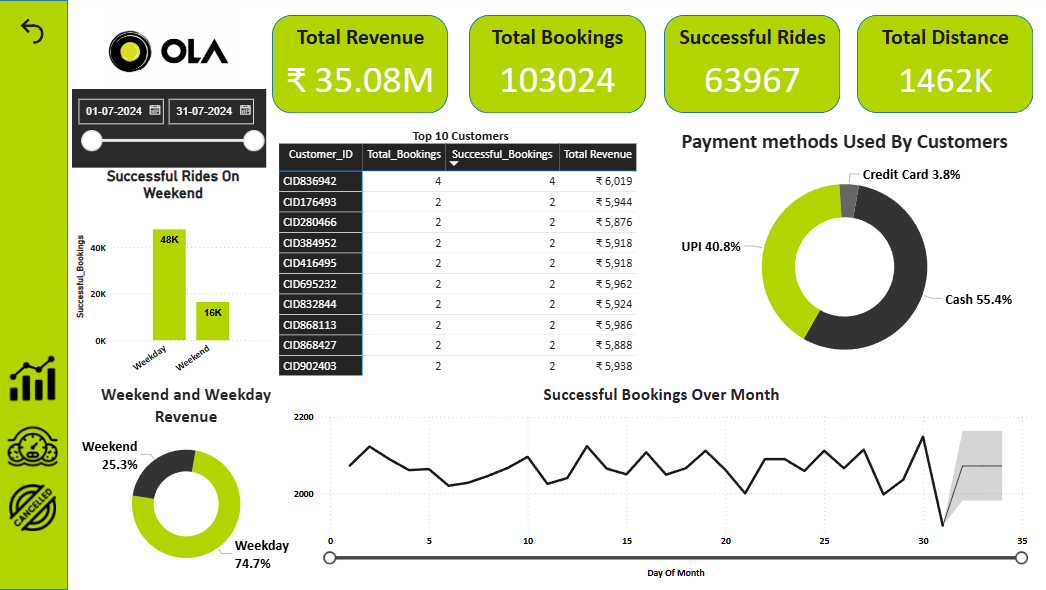 OLA
Total Revenue
₹ 35.08M
Total Bookings
103024
Successful Rides
63967
Total Distance
1462K
01-07-2024
31-07-2024
Successful Rides On
Weekend
Successful_Bookings
40K
20K
0K
48K
16K
Weekday
Weekend
Top 10 Customers
Customer_ID Total_Bookings Successful_Bookings Total Revenue
CID836942 4 4 ₹ 6,019
CID176493 2 2 ₹ 5,944
CID280466 2 2 ₹ 5,876
CID384952 2 2 ₹ 5,918
CID416495 2 2 ₹ 5,918
CID695232 2 2 ₹ 5,962
CID832844 2 2 ₹ 5,924
CID868113 2 2 ₹ 5,986
CID868427 2 2 ₹ 5,888
CID902403 2 2 ₹ 5,938
Payment methods Used By Customers
Credit Card 3.8%
UPI 40.8%
Cash 55.4%
CANCELLED
Weekend and Weekday
Revenue
Weekend
25.3%
Weekday
74.7%
Successful Bookings Over Month
2200
2000
0 5 10 15 20 25 30 35
Day Of Month